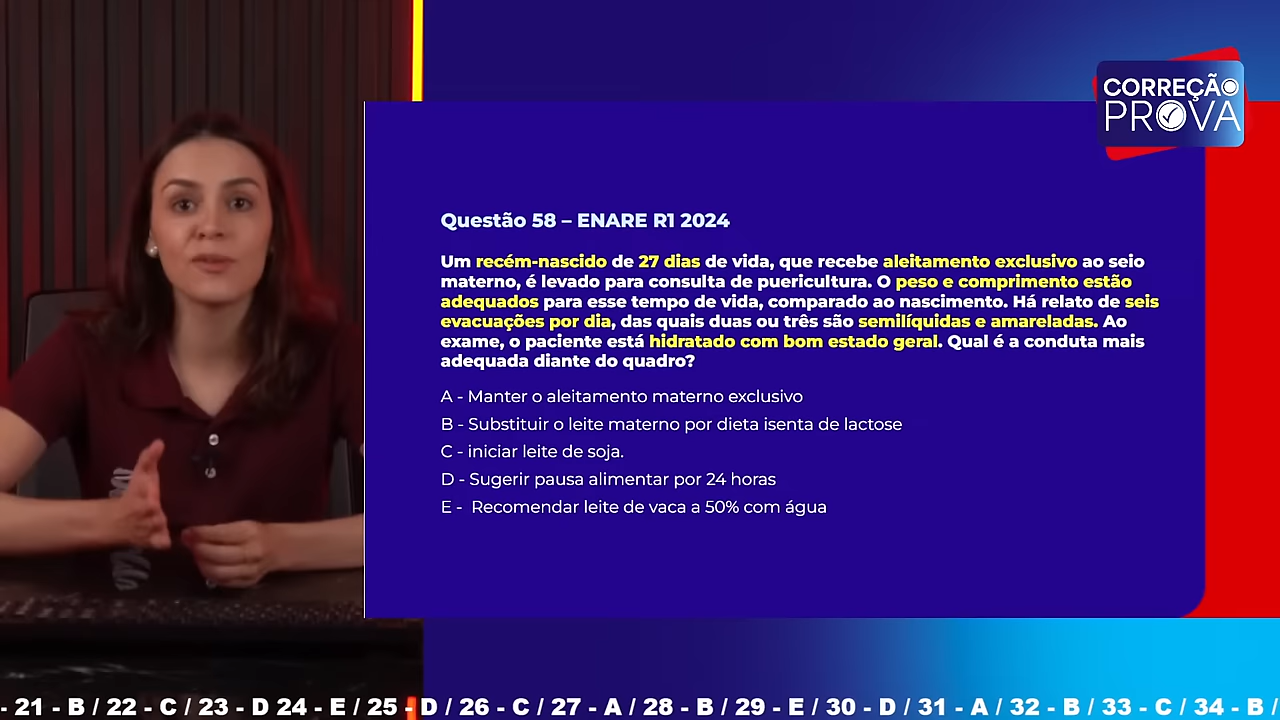 CORREÇÃO
PROVA
Questão 58 – ENARE R1 2024
Um recém-nascido de 27 dias de vida, que recebe aleitamento exclusivo ao seio
materno, é levado para consulta de puericultura. O peso e comprimento estão
adequados para esse tempo de vida, comparado ao nascimento. Há relato de seis
evacuações por dia, das quais duas ou três são semilíquidas e amareladas. Ao
exame, o paciente está hidratado com bom estado geral. Qual é a conduta mais
adequada diante do quadro?
A - Manter o aleitamento materno exclusivo
B - Substituir o leite materno por dieta isenta de lactose
C - iniciar leite de soja.
D - Sugerir pausa alimentar por 24 horas
E - Recomendar leite de vaca a 50% com água
- 21 - B / 22 - C / 23 - D 24 - E / 25 - D / 26 - C / 27 - A / 28 - B / 29 - E / 30 - D / 31 - A / 32 - B / 33 - C / 34 - B /